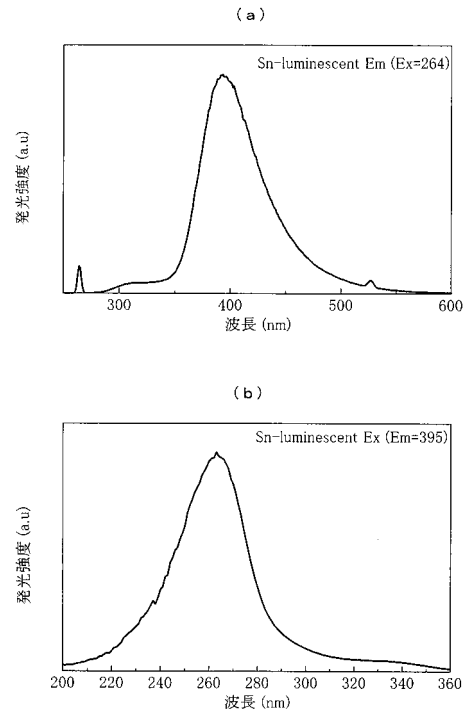 (a)
Sn-luminescent Em (Ex=264)
発光強度 (a.u)
300 400 500 600
波長 (nm)
(b)
Sn-luminescent Ex (Em=395)
発光強度 (a.u)
200 220 240 260 280 300 320 340 360
波長 (nm)